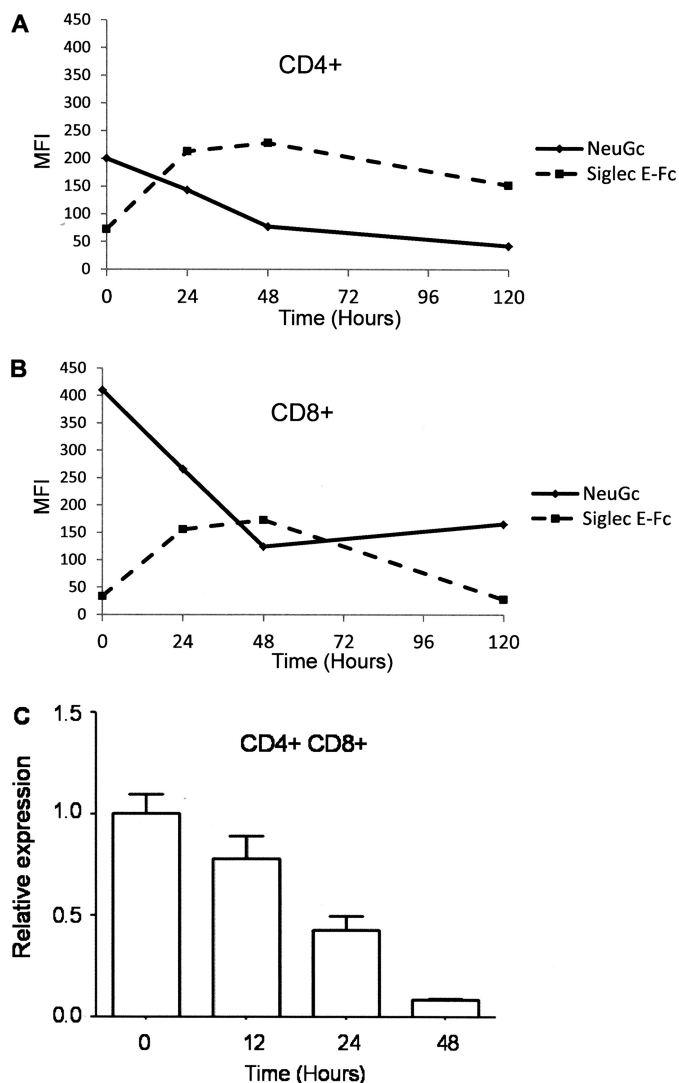 A
CD4+
450
400
350
300
250
200
150
100
50
0
MFI
0 24 48 72 96 120
Time (Hours)
NeuGc
Siglec E-Fc
B
CD8+
450
400
350
300
250
200
150
100
50
0
MFI
0 24 48 72 96 120
Time (Hours)
NeuGc
Siglec E-Fc
C
CD4+ CD8+
1.5
1.0
0.5
0.0
Relative expression
0 12 24 48
Time (Hours)